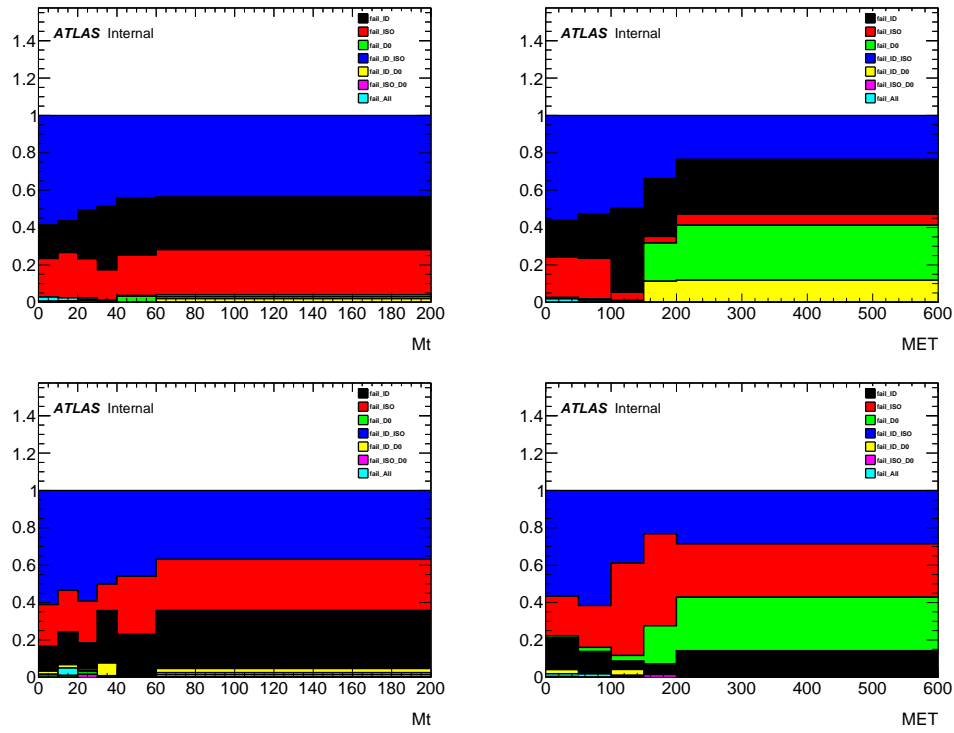 ATLAS Internal
fail_ID
fail_ISO
fail_D0
fail_ID_ISO
fail_ID_D0
fail_ISO_D0
fail_All
1.4
1.2
1
0.8
0.6
0.4
0.2
0
0 20 40 60 80 100 120 140 160 180 200
Mt
ATLAS Internal
fail_ID
fail_ISO
fail_D0
fail_ID_ISO
fail_ID_D0
fail_ISO_D0
fail_All
1.4
1.2
1
0.8
0.6
0.4
0.2
0
0 100 200 300 400 500 600
MET
ATLAS Internal
fail_ID
fail_ISO
fail_D0
fail_ID_ISO
fail_ID_D0
fail_ISO_D0
fail_All
1.4
1.2
1
0.8
0.6
0.4
0.2
0
0 20 40 60 80 100 120 140 160 180 200
Mt
ATLAS Internal
fail_ID
fail_ISO
fail_D0
fail_ID_ISO
fail_ID_D0
fail_ISO_D0
fail_All
1.4
1.2
1
0.8
0.6
0.4
0.2
0
0 100 200 300 400 500 600
MET